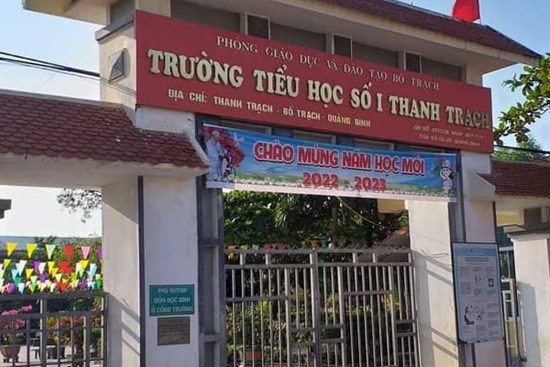 PHÒNG GIÁO DỤC VÀ ĐÀO TẠO BỐ TRẠCH
TRƯỜNG TIỂU HỌC SỐ I THANH TRẠCH
ĐỊA CHỈ: THANH TRẠCH - BỐ TRẠCH - QUẢNG BÌNH
CHÀO MỪNG NĂM HỌC MỚI
2022 - 2023
PHỤ HUYNH
ĐÓN HỌC SINH
Ở CỔNG TRƯỜNG